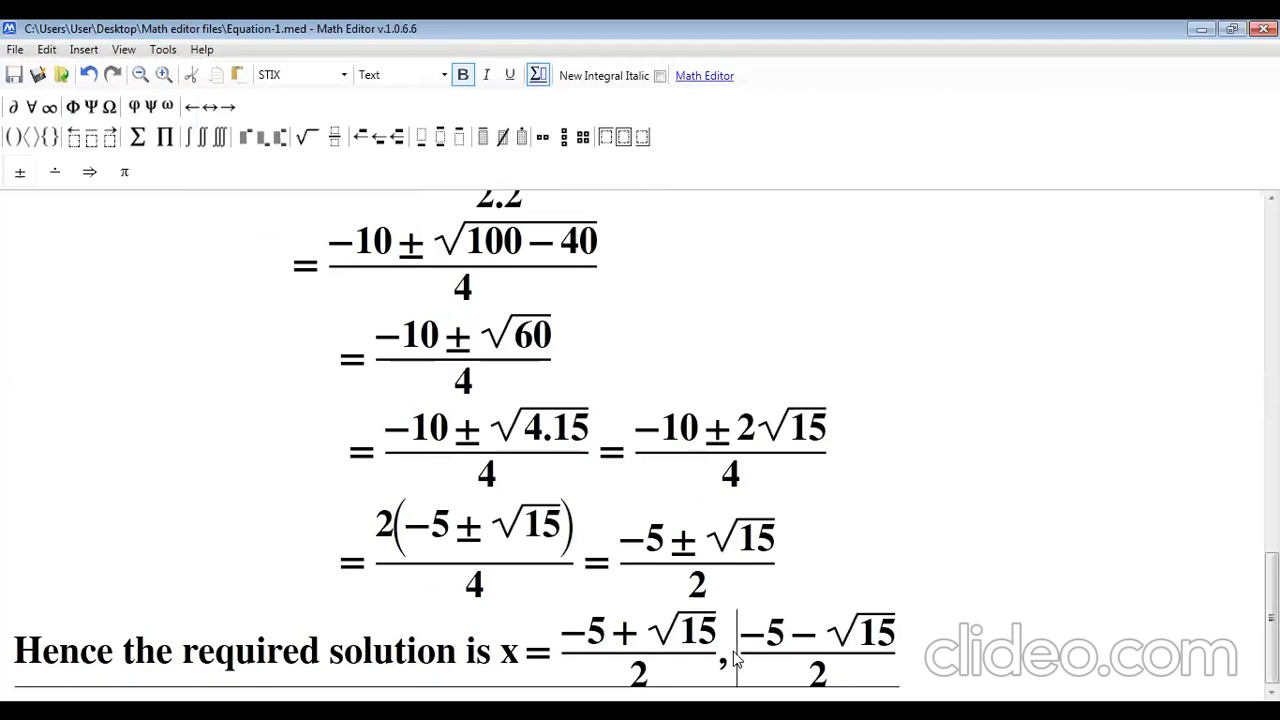 C:\Users\User\Desktop\Math editor files\Equation-1.med - Math Editor v.1.0.6.6
File Edit Insert View Tools Help
STIX Text B I U Σ New Integral Italic Math Editor
∂ ∀ ∞ Φ Ψ Ω φ ψ ω ← ↔ →
( ) ⟨ ⟩ { } Σ Π ∫ ∬ ∭ √
± ∸ ⇒ π
2.2
= (−10 ± √(100 − 40))/4
= (−10 ± √60)/4
= (−10 ± √(4.15))/4 = (−10 ± 2√15)/4
= 2(−5 ± √15)/4 = (−5 ± √15)/2
Hence the required solution is x = (−5 + √15)/2, (−5 − √15)/2
clideo.com